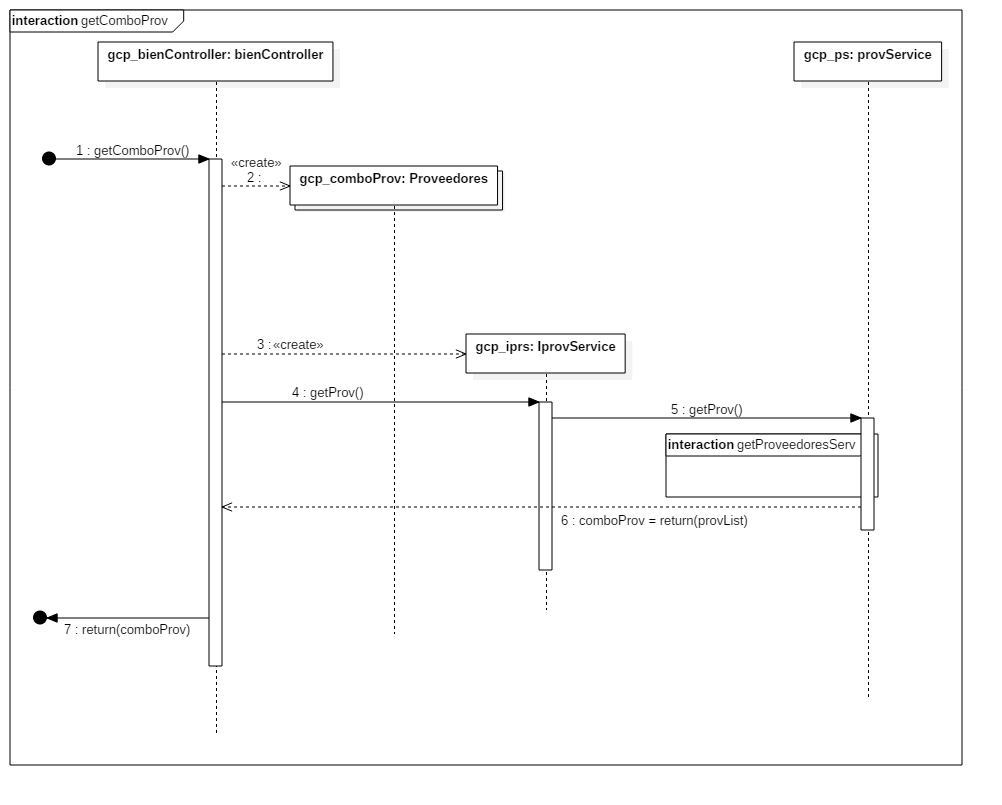 interaction getComboProv
gcp_bienController: bienController
gcp_ps: provService
1 : getComboProv()
«create»
2 :
gcp_comboProv: Proveedores
3 : «create»
gcp_iprs: IprovService
4 : getProv()
5 : getProv()
interaction getProveedoresServ
6 : comboProv = return(provList)
7 : return(comboProv)